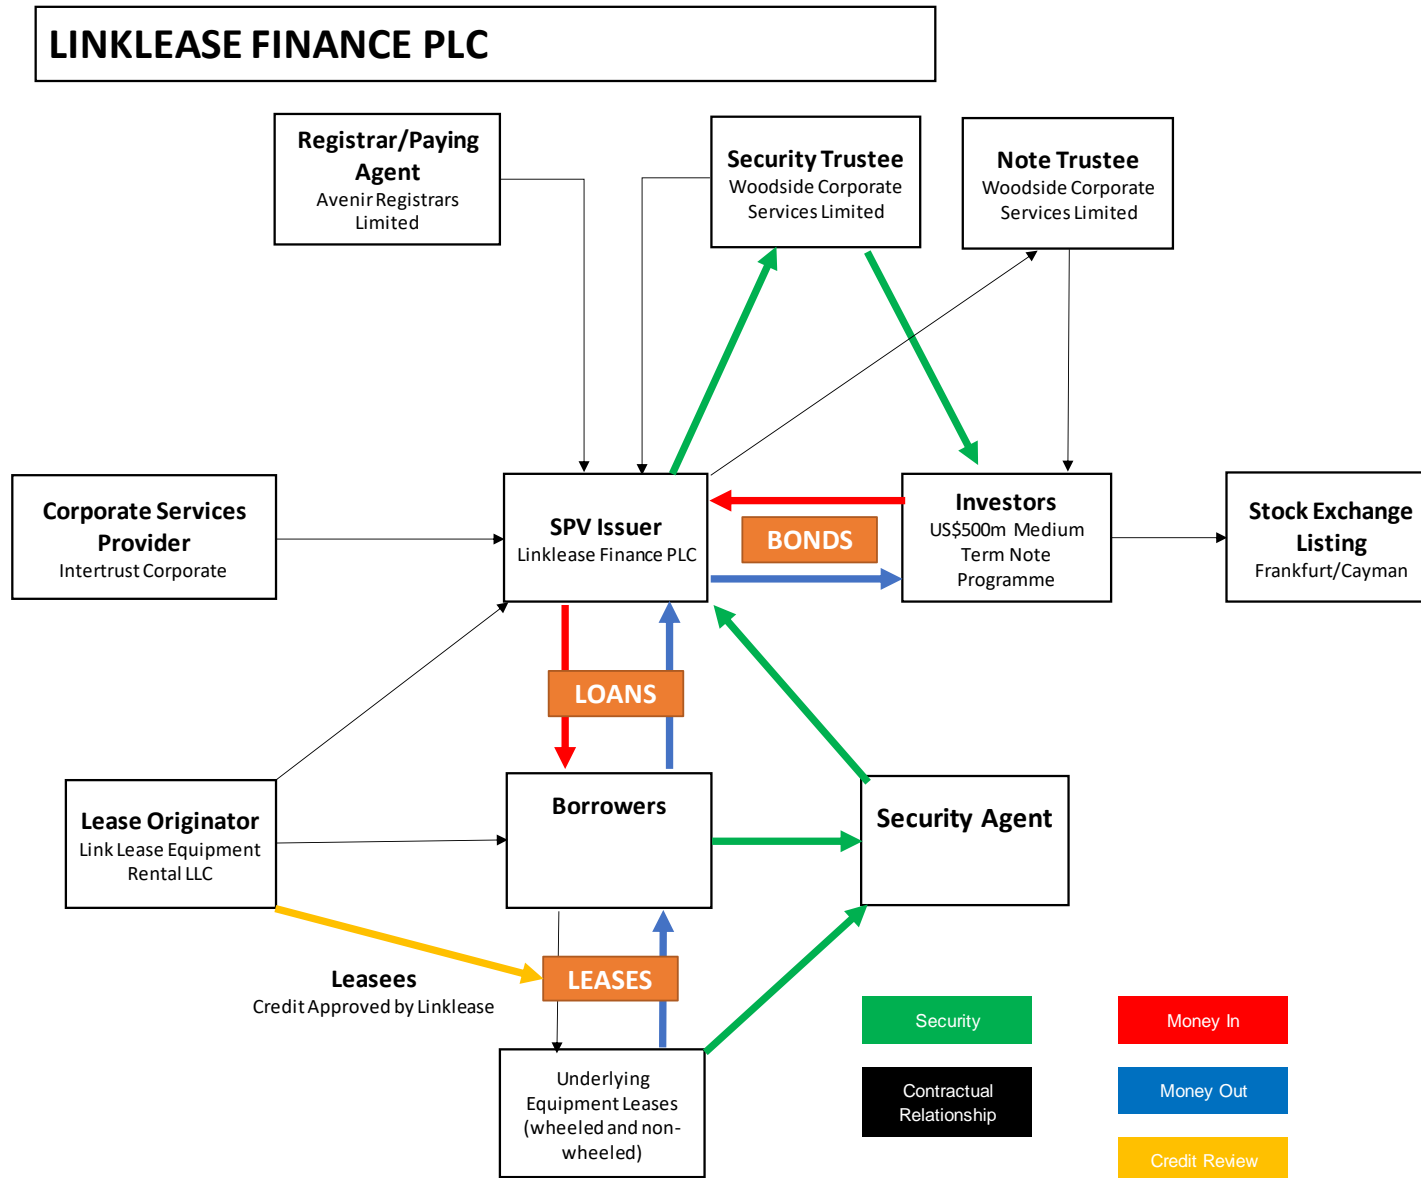 LINKLEASE FINANCE PLC
Registrar/Paying
Agent
Avenir Registrars
Limited
Security Trustee
Woodside Corporate
Services Limited
Note Trustee
Woodside Corporate
Services Limited
Corporate Services
Provider
Intertrust Corporate
SPV Issuer
Linklease Finance PLC
BONDS
Investors
US$500m Medium
Term Note
Programme
Stock Exchange
Listing
Frankfurt/Cayman
LOANS
Lease Originator
Link Lease Equipment
Rental LLC
Borrowers
Security Agent
Leasees
Credit Approved by Linklease
LEASES
Underlying
Equipment Leases
(wheeled and non-
wheeled)
Security
Money In
Contractual
Relationship
Money Out
Credit Review